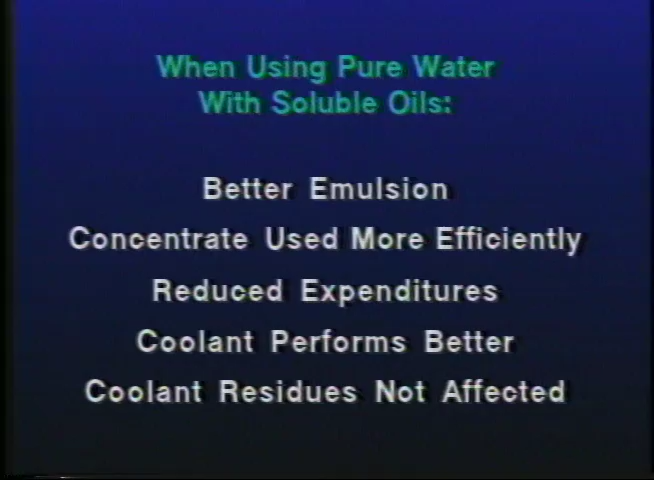 When Using Pure Water
With Soluble Oils:
Better Emulsion
Concentrate Used More Efficiently
Reduced Expenditures
Coolant Performs Better
Coolant Residues Not Affected